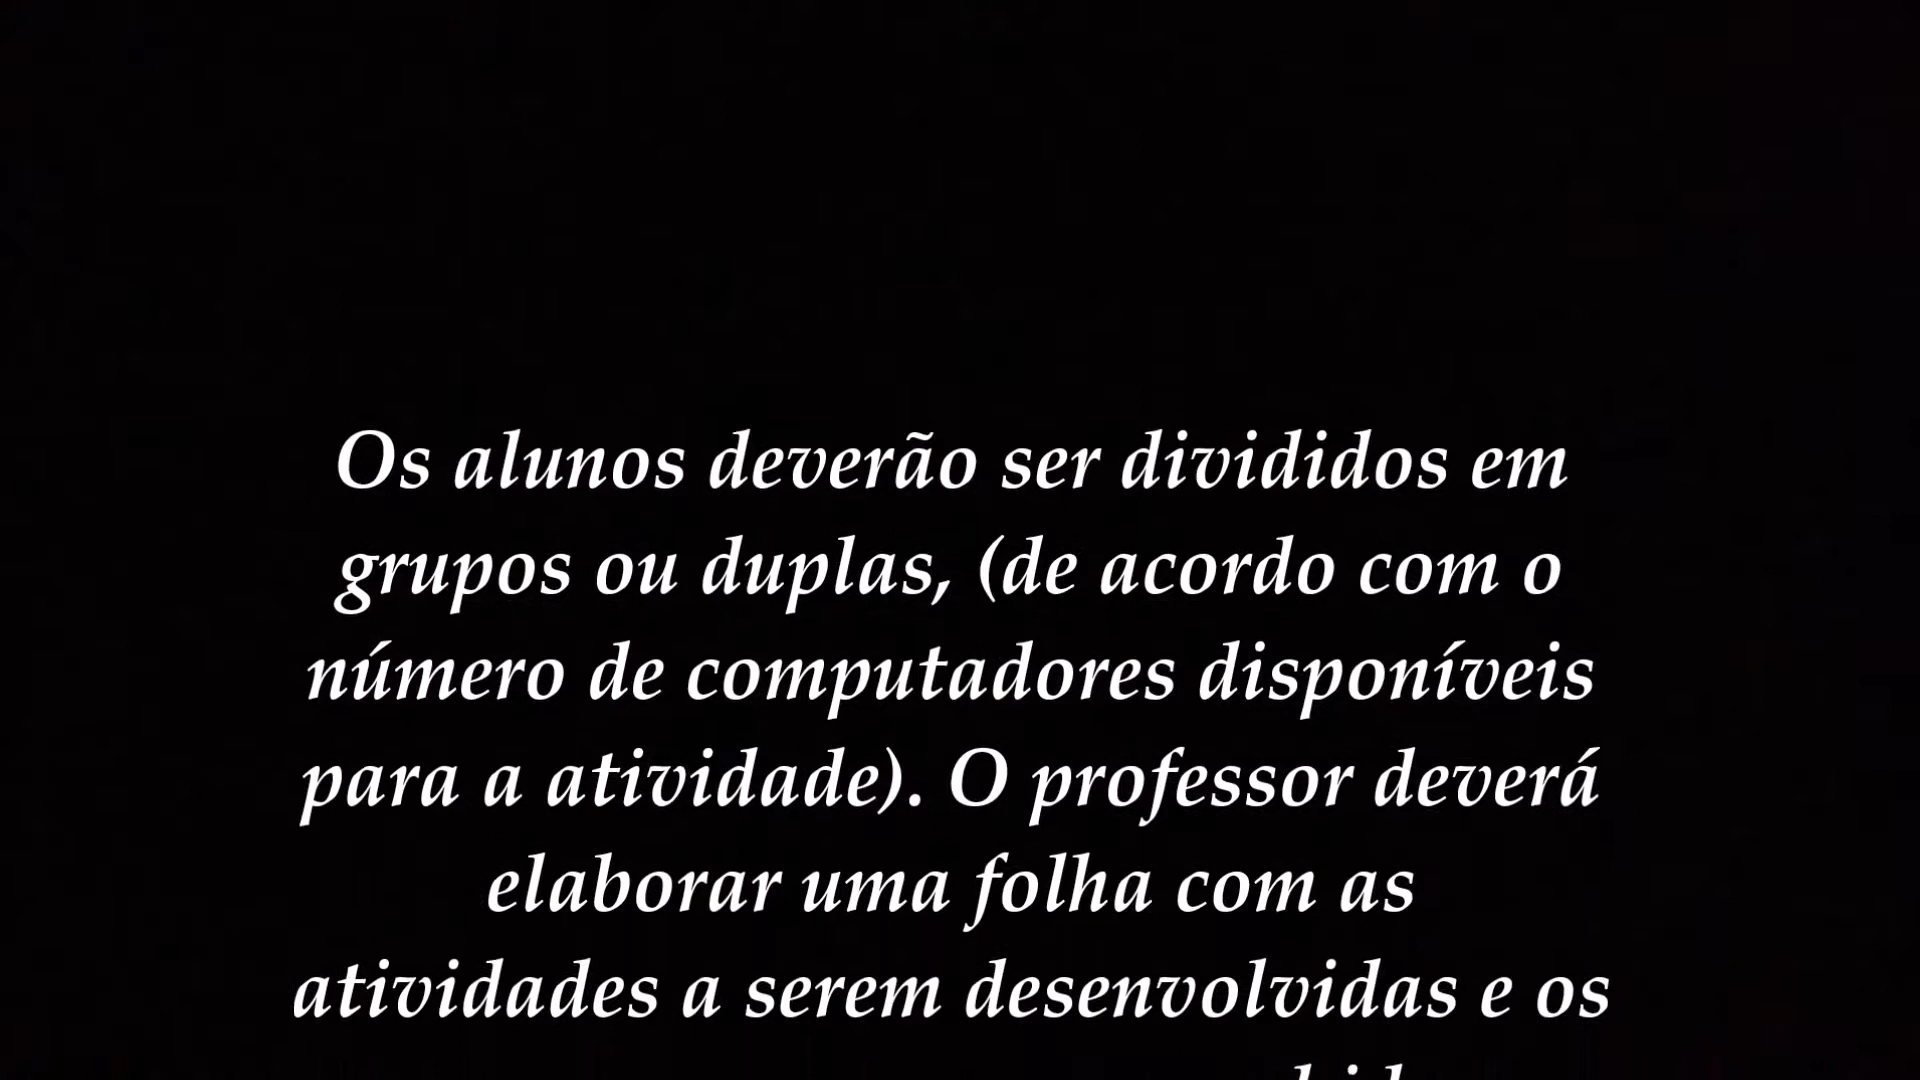 Os alunos deverão ser divididos em
grupos ou duplas, (de acordo com o
número de computadores disponíveis
para a atividade). O professor deverá
elaborar uma folha com as
atividades a serem desenvolvidas e os